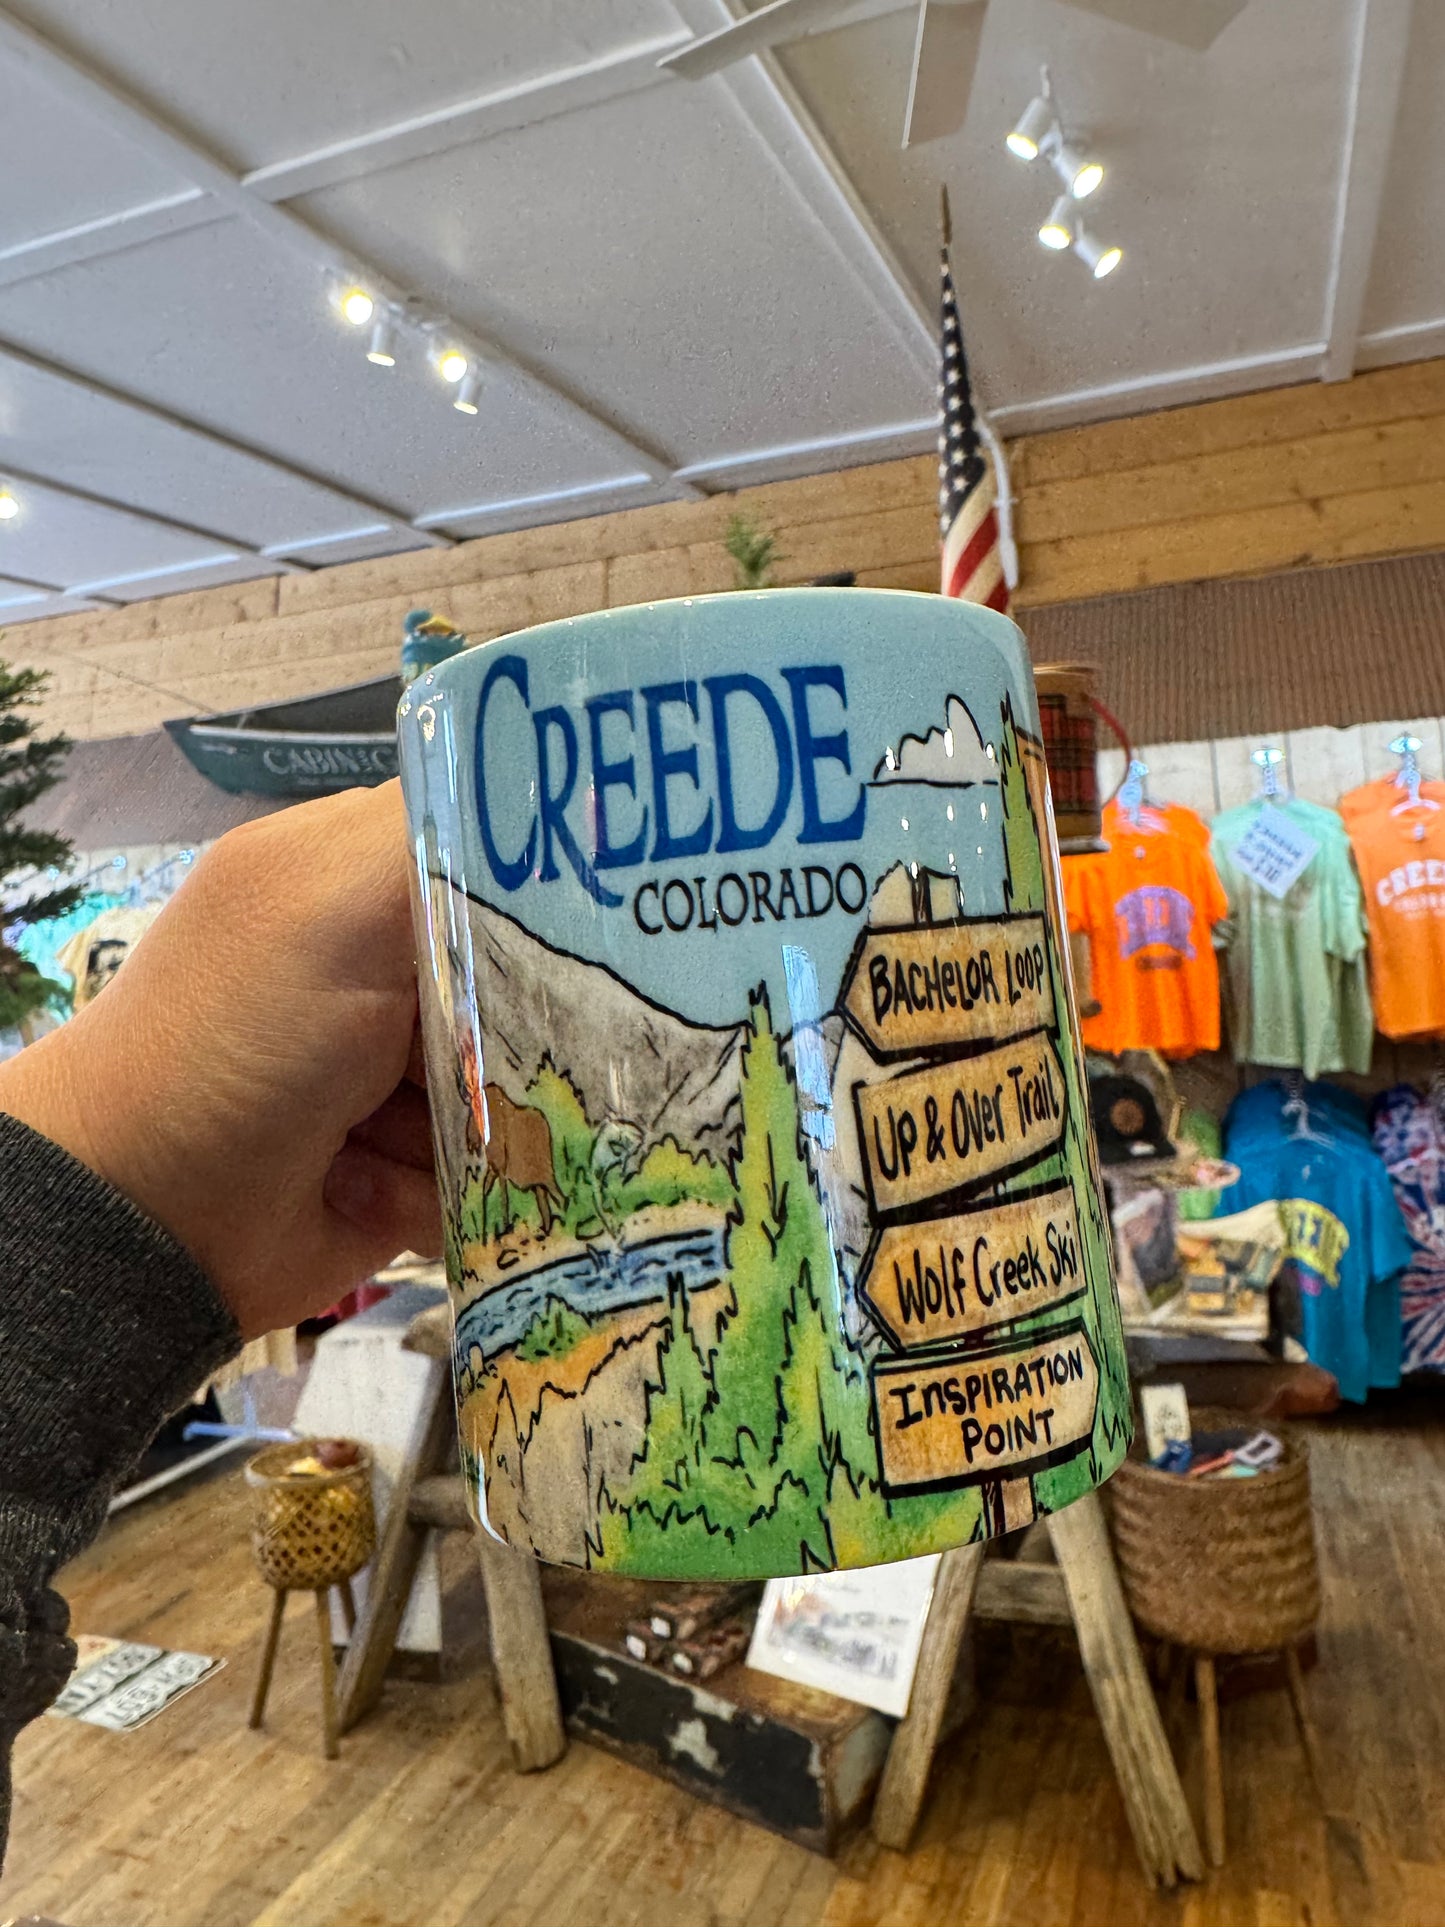 CREEDE
COLORADO
BACHELOR LOOP
UP & OVER TRAIL
WOLF CREEK SKI
INSPIRATION
POINT
CABIN
CREEDE